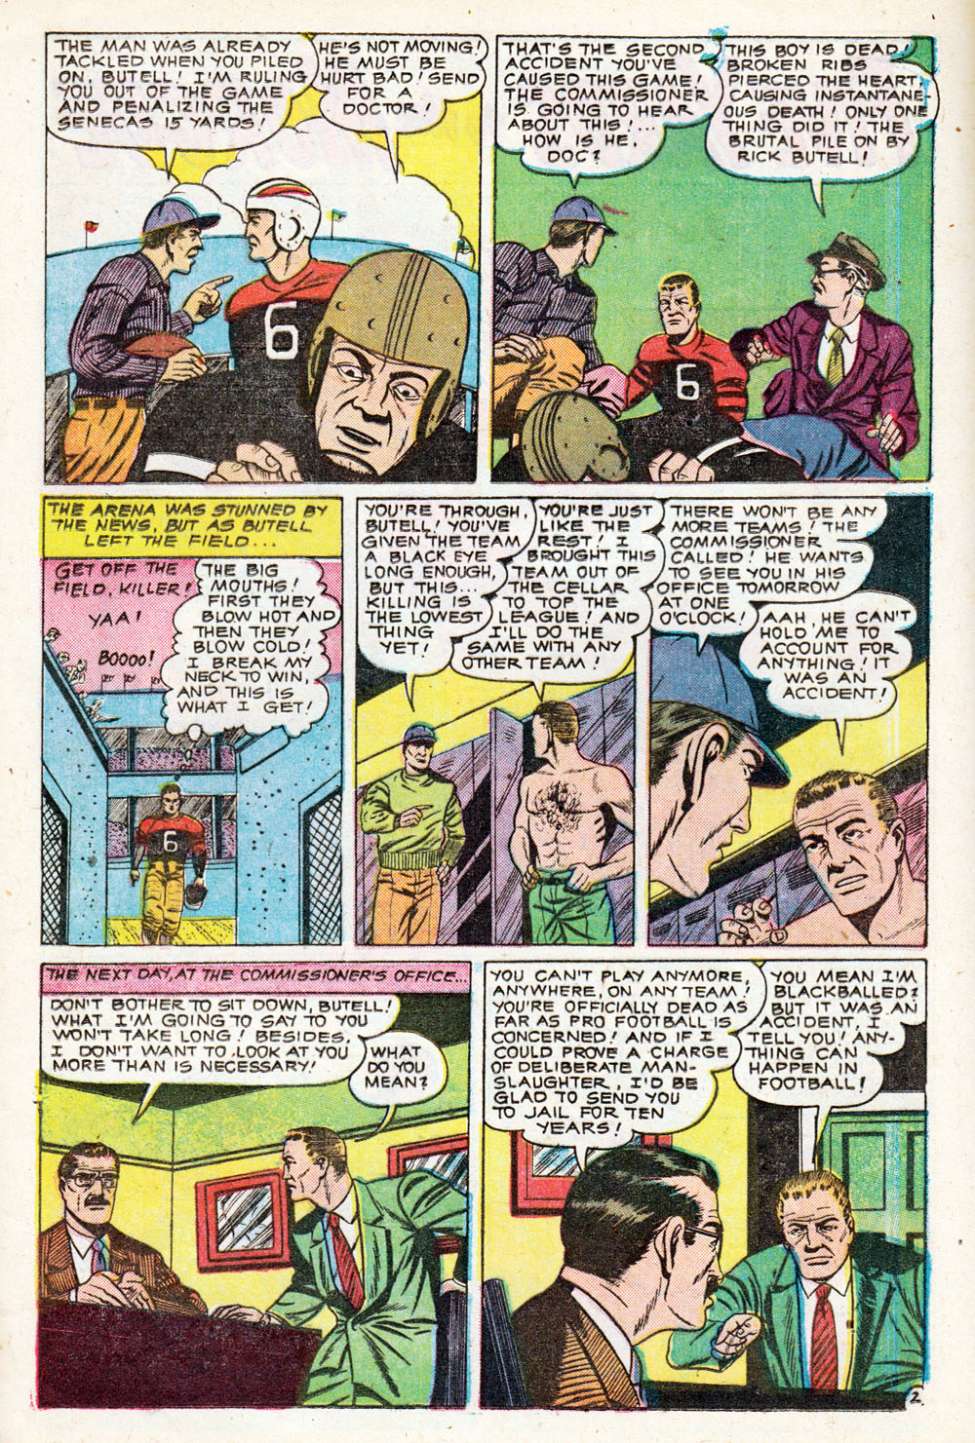 THE MAN WAS ALREADY
TACKLED WHEN YOU PILED
ON, BUTELL! I'M RULING
YOU OUT OF THE GAME
AND PENALIZING THE
SENECAS 15 YARDS!
HE'S NOT MOVING!
HE MUST BE
HURT BAD! SEND
FOR A
DOCTOR!
6
THAT'S THE SECOND
ACCIDENT YOU'VE
CAUSED THIS GAME!
THE COMMISSIONER
IS GOING TO HEAR
ABOUT THIS!...
HOW IS HE,
DOC?
THIS BOY IS DEAD!
BROKEN RIBS
PIERCED THE HEART
CAUSING INSTANTANE-
OUS DEATH! ONLY ONE
THING DID IT! THE
BRUTAL PILE ON BY
RICK BUTELL!
6
THE ARENA WAS STUNNED BY
THE NEWS, BUT AS BUTELL
LEFT THE FIELD...
GET OFF THE
FIELD, KILLER!
YAA!
BOOOO!
THE BIG
MOUTHS!
FIRST THEY
BLOW HOT AND
THEN THEY
BLOW COLD!
I BREAK MY
NECK TO WIN,
AND THIS IS
WHAT I GET!
6
YOU'RE THROUGH,
BUTELL! YOU'VE
GIVEN THE TEAM
A BLACK EYE
LONG ENOUGH,
BUT THIS...
KILLING IS
THE LOWEST
THING
YET!
YOU'RE JUST
LIKE THE
REST! I
BROUGHT THIS
TEAM OUT OF
THE CELLAR
TO TOP THE
LEAGUE! AND
I'LL DO THE
SAME WITH ANY
OTHER TEAM!
THERE WON'T BE ANY
MORE TEAMS! THE
COMMISSIONER
CALLED! HE WANTS
TO SEE YOU IN HIS
OFFICE TOMORROW
AT ONE
O'CLOCK!
AAH, HE CAN'T
HOLD ME TO
ACCOUNT FOR
ANYTHING! IT
WAS AN
ACCIDENT!
THE NEXT DAY, AT THE COMMISSIONER'S OFFICE...
DON'T BOTHER TO SIT DOWN, BUTELL!
WHAT I'M GOING TO SAY TO YOU
WON'T TAKE LONG! BESIDES,
I DON'T WANT TO LOOK AT YOU
MORE THAN IS NECESSARY!
WHAT
DO YOU
MEAN?
YOU CAN'T PLAY ANYMORE,
ANYWHERE, ON ANY TEAM!
YOU'RE OFFICIALLY DEAD AS
FAR AS PRO FOOTBALL IS
CONCERNED! AND IF I
COULD PROVE A CHARGE
OF DELIBERATE MAN-
SLAUGHTER, I'D BE
GLAD TO SEND YOU
TO JAIL FOR TEN
YEARS!
YOU MEAN I'M
BLACKBALLED?
BUT IT WAS AN
ACCIDENT, I
TELL YOU! ANY-
THING CAN
HAPPEN IN
FOOTBALL!
2